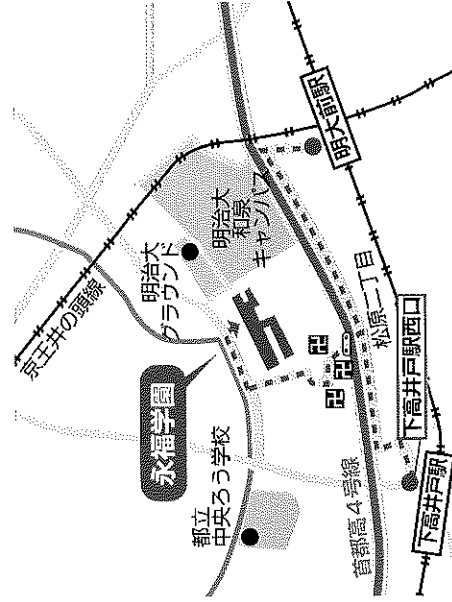 京王井の頭線
明治大
グラウンド
明治大
和泉
キャンパス
明大前駅
永福学園
松原二丁目
都立
中央ろう学校
首都高4号線
下高井戸駅西口
下高井戸駅
卍
卍
卍